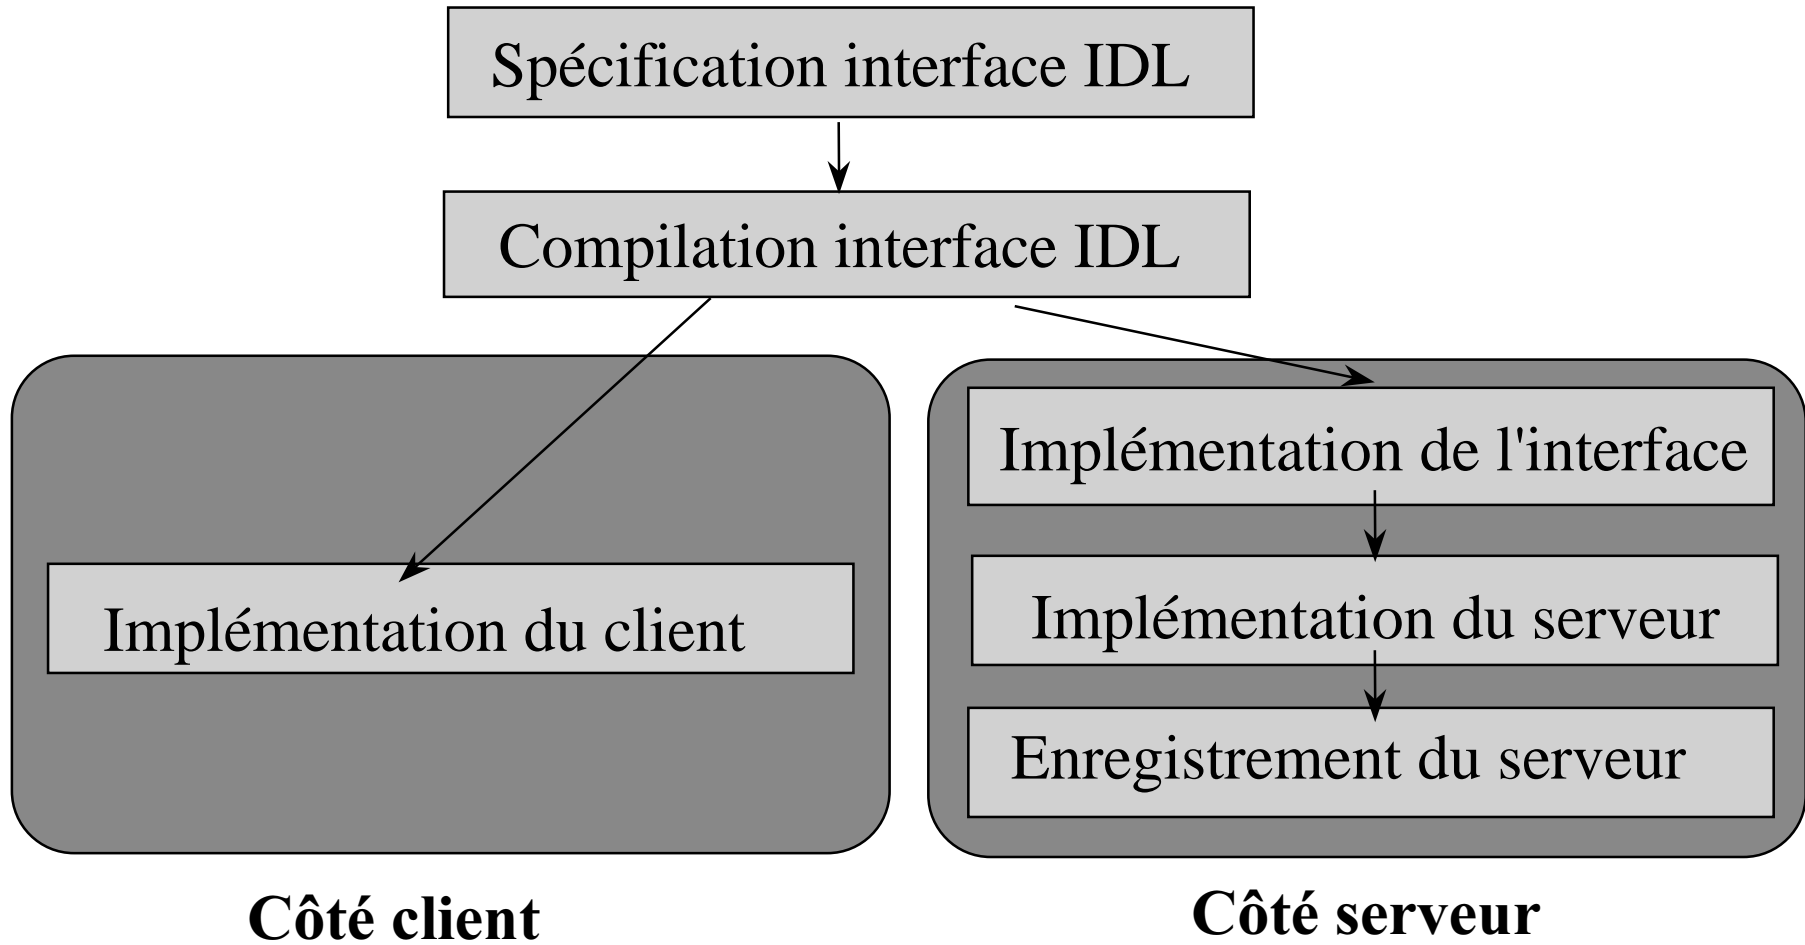 Spécification interface IDL
Compilation interface IDL
Implémentation de l'interface
Implémentation du client
Implémentation du serveur
Enregistrement du serveur
Côté client
Côté serveur